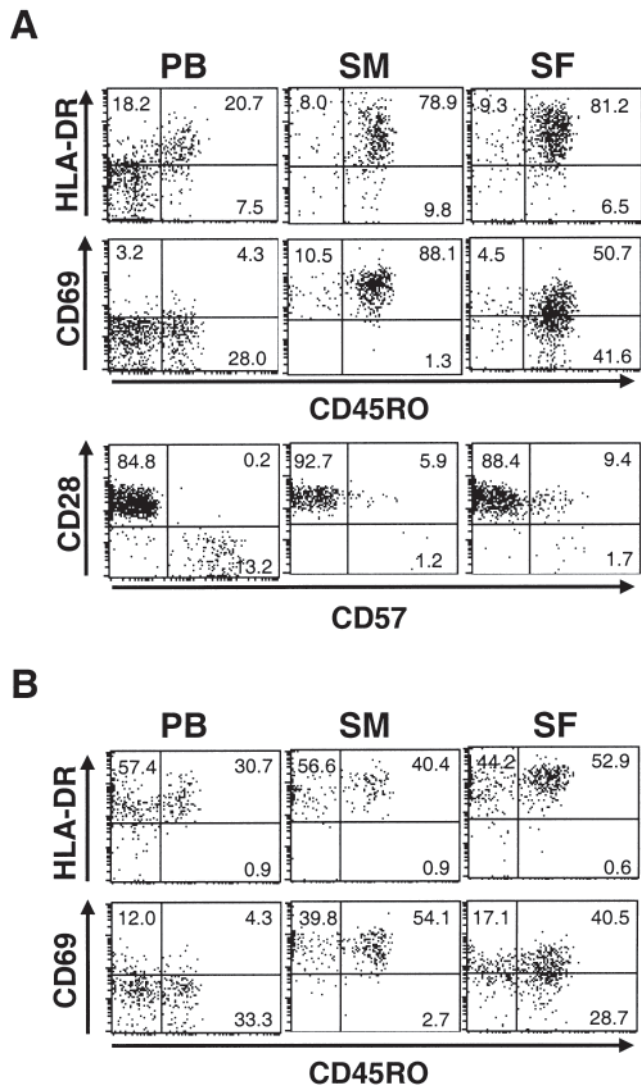 A
PB SM SF
HLA-DR
18.2 20.7 8.0 78.9 9.3 81.2
7.5 9.8 6.5
CD69
3.2 4.3 10.5 88.1 4.5 50.7
28.0 1.3 41.6
CD45RO
CD28
84.8 0.2 92.7 5.9 88.4 9.4
13.2 1.2 1.7
CD57
B
PB SM SF
HLA-DR
57.4 30.7 56.6 40.4 44.2 52.9
0.9 0.9 0.6
CD69
12.0 4.3 39.8 54.1 17.1 40.5
33.3 2.7 28.7
CD45RO